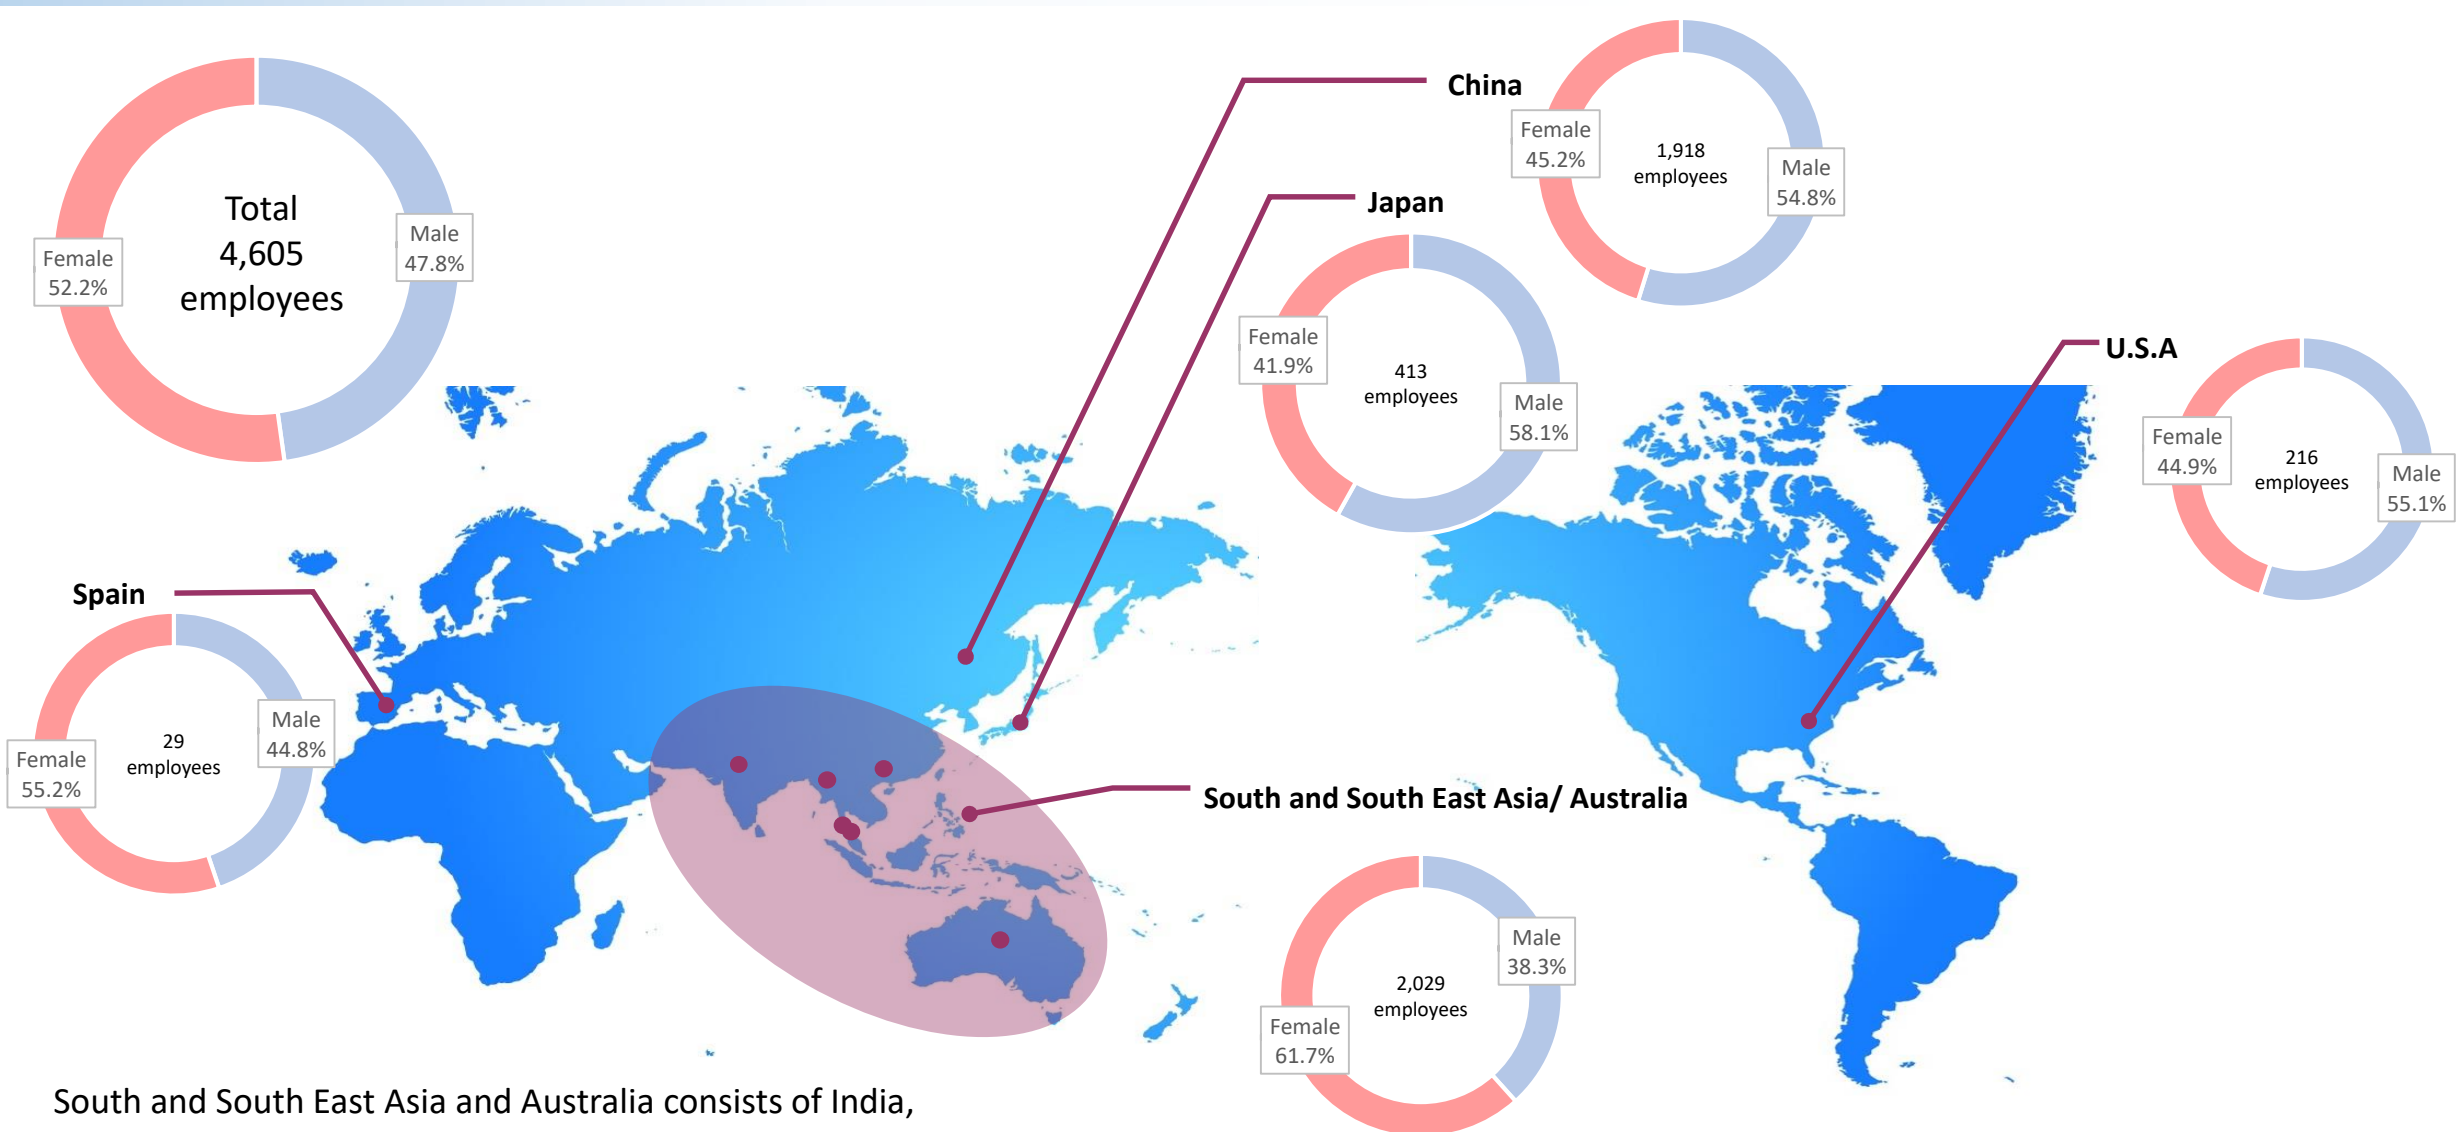 Total
4,605
employees
Female
52.2%
Male
47.8%
China
Female
45.2%
1,918
employees
Male
54.8%
Japan
Female
41.9%
413
employees
Male
58.1%
U.S.A
Female
44.9%
216
employees
Male
55.1%
Spain
Female
55.2%
29
employees
Male
44.8%
South and South East Asia/ Australia
Male
38.3%
2,029
employees
Female
61.7%
South and South East Asia and Australia consists of India,